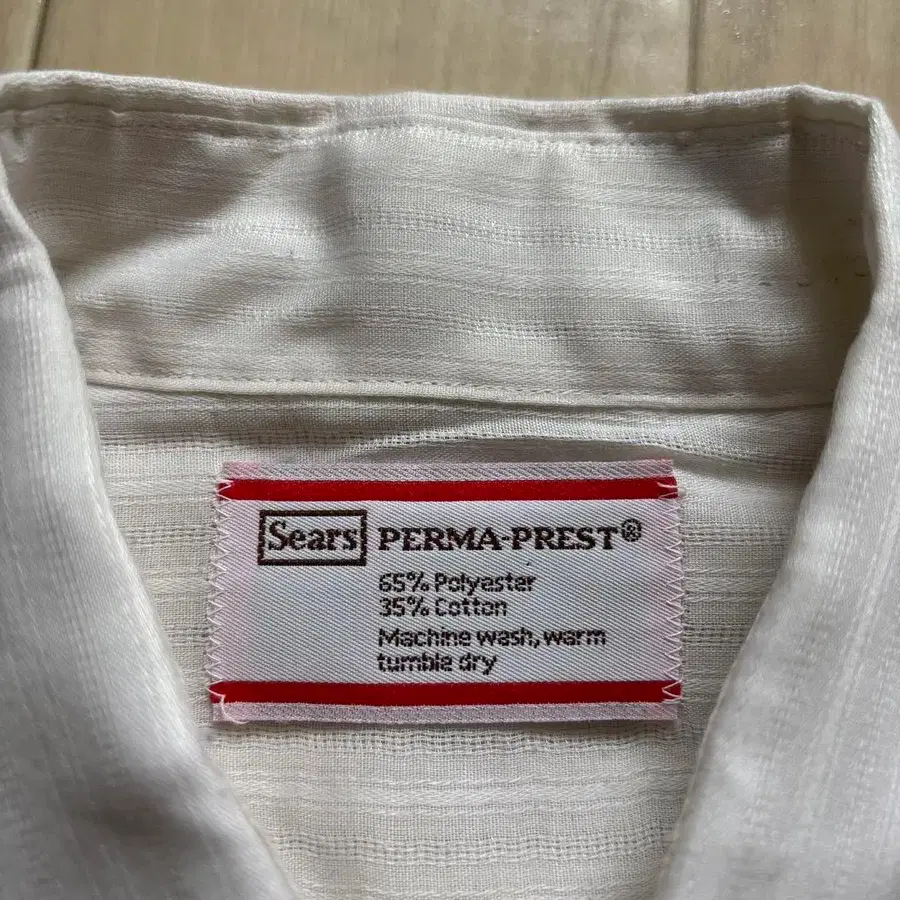 Sears PERMA-PREST®
65% Polyester
35% Cotton
Machine wash, warm
tumble dry